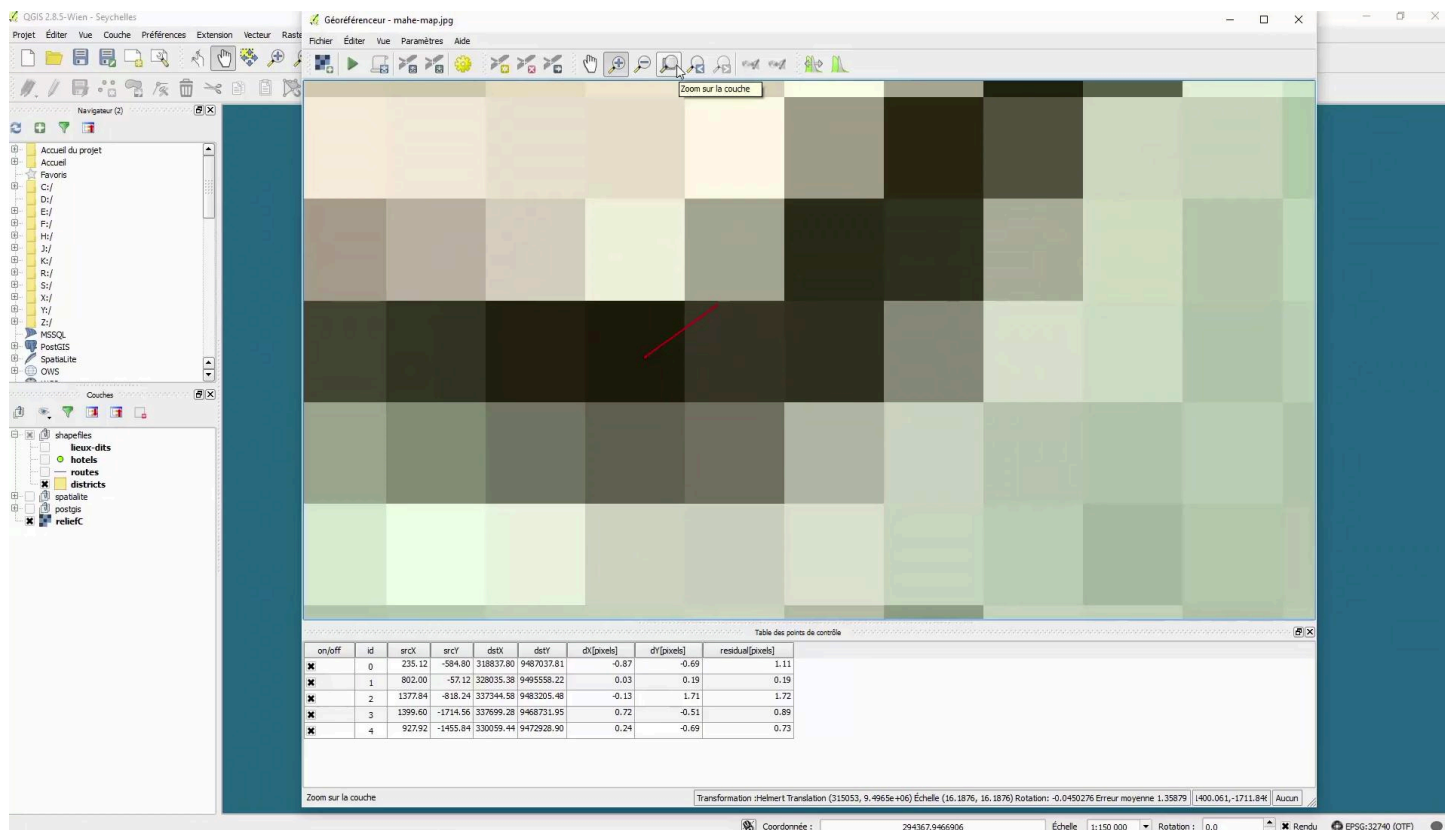 QGIS 2.8.5-Wien - Seychelles
Projet Éditer Vue Couche Préférences Extension Vecteur Raste
Géoréférenceur - mahe-map.jpg
Fichier Éditer Vue Paramètres Aide
Zoom sur la couche
Navigateur (2)
Accueil du projet
Accueil
Favoris
C:/
D:/
E:/
F:/
H:/
J:/
K:/
R:/
S:/
X:/
Y:/
Z:/
MSSQL
PostGIS
SpatiaLite
OWS
Couches
shapefiles
lieux-dits
hotels
routes
districts
spatialite
postgis
reliefC
Table des points de contrôle
on/off id srcX srcY dstX dstY dX[pixels] dY[pixels] residual[pixels]
0 235.12 -584.80 318837.80 9487037.81 -0.87 -0.69 1.11
1 802.00 -57.12 328035.38 9495558.22 0.03 0.19 0.19
2 1377.84 -818.24 337344.58 9483205.48 -0.13 1.71 1.72
3 1399.60 -1714.56 337699.28 9468731.95 0.72 -0.51 0.89
4 927.92 -1455.84 330059.44 9472928.90 0.24 -0.69 0.73
Zoom sur la couche
Transformation :Helmert Translation (315053, 9.4965e+06) Échelle (16.1876, 16.1876) Rotation: -0.0450276 Erreur moyenne 1.35879
Aucun
Coordonnée : 294367.9466906 Échelle 1:150 000 Rotation : 0.0 Rendu EPSG:32740 (OTF)